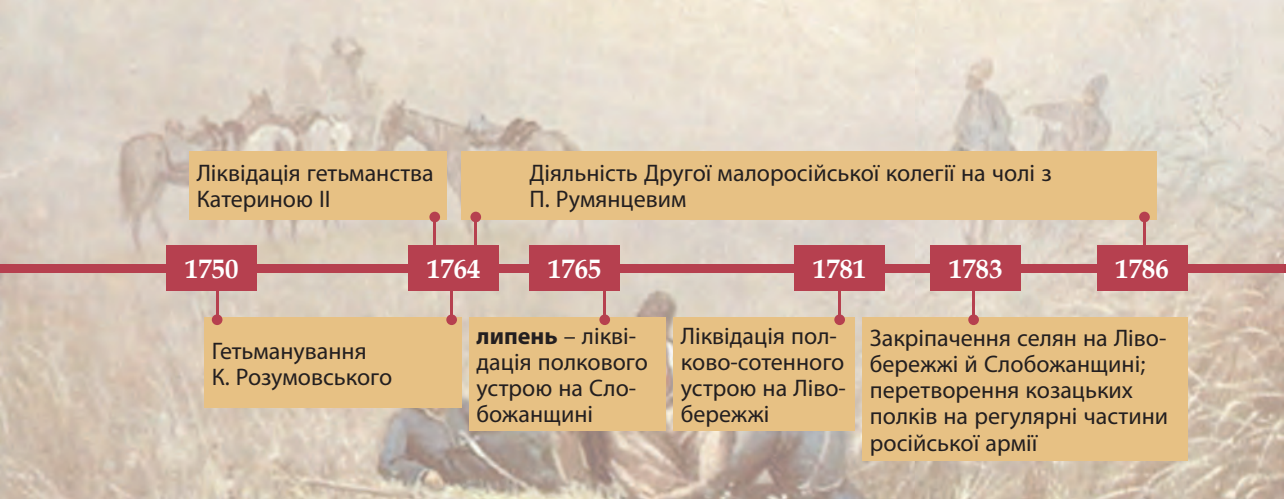 Ліквідація гетьманства
Катериною ІІ
Діяльність Другої малоросійської колегії на чолі з
П. Румянцевим
1750
1764
1765
1781
1783
1786
Гетьманування
К. Розумовського
липень – лікві-
дація полкового
устрою на Сло-
божанщині
Ліквідація пол-
ково-сотенного
устрою на Ліво-
бережжі
Закріпачення селян на Ліво-
бережжі й Слобожанщині;
перетворення козацьких
полків на регулярні частини
російської армії